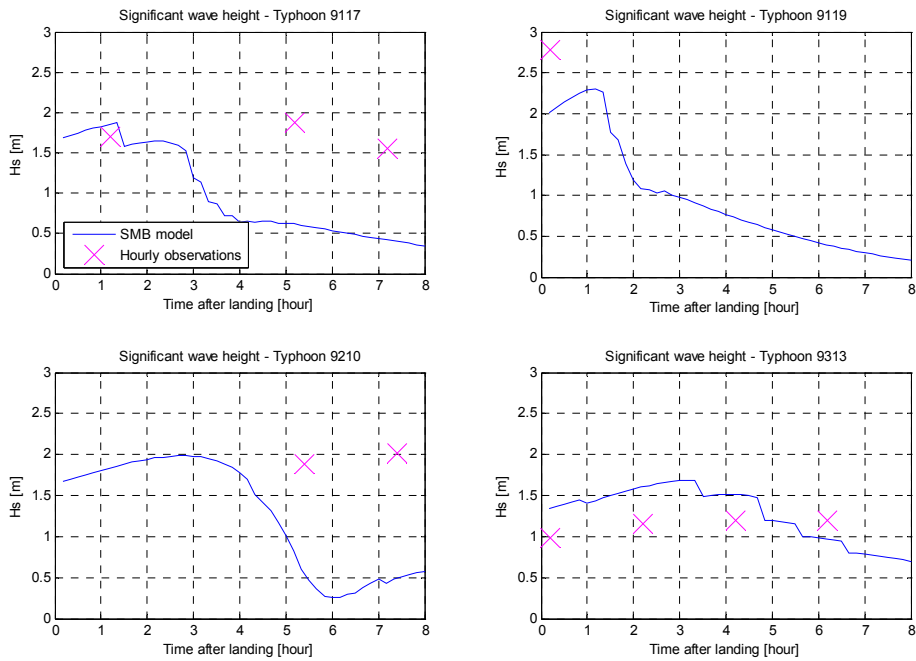 Significant wave height - Typhoon 9117
3
2.5
2
1.5
1
0.5
0
Hs [m]
SMB model
Hourly observations
0 1 2 3 4 5 6 7 8
Time after landing [hour]
Significant wave height - Typhoon 9119
3
2.5
2
1.5
1
0.5
0
Hs [m]
0 1 2 3 4 5 6 7 8
Time after landing [hour]
Significant wave height - Typhoon 9210
3
2.5
2
1.5
1
0.5
0
Hs [m]
0 1 2 3 4 5 6 7 8
Time after landing [hour]
Significant wave height - Typhoon 9313
3
2.5
2
1.5
1
0.5
0
Hs [m]
0 1 2 3 4 5 6 7 8
Time after landing [hour]